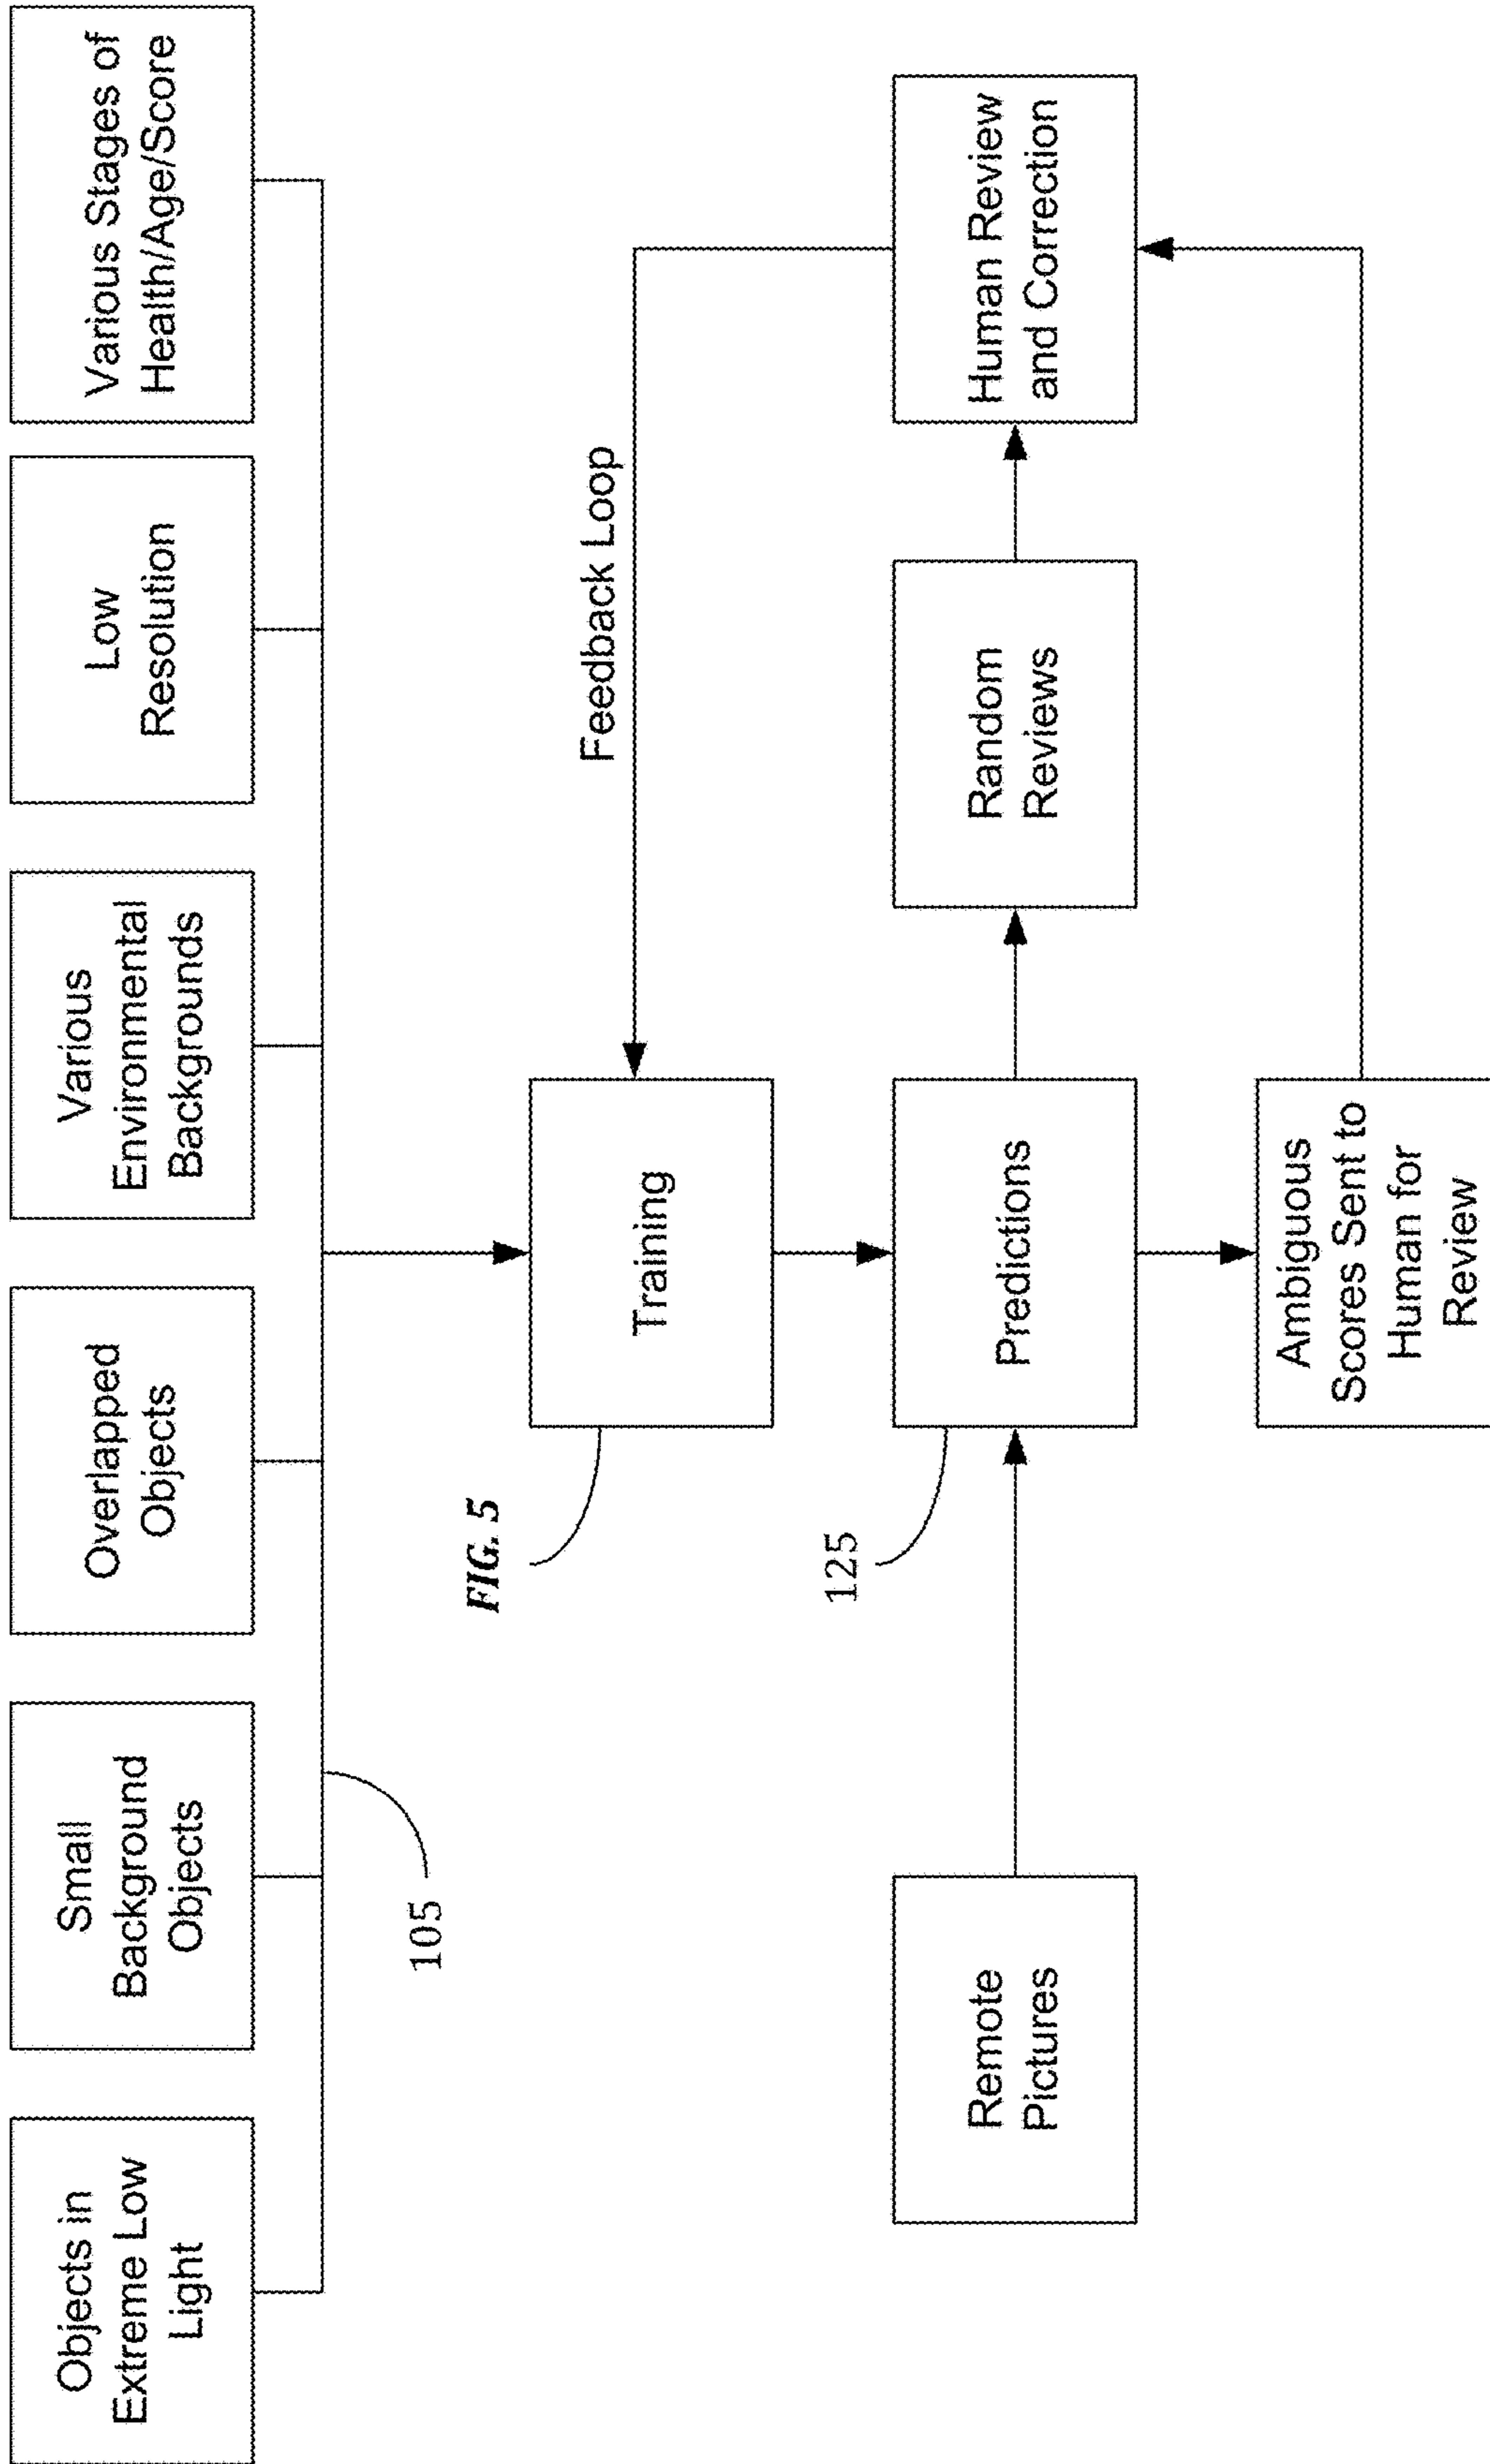 Objects in
Extreme Low
Light
Small
Background
Objects
Overlapped
Objects
Various
Environmental
Backgrounds
Low
Resolution
Various Stages of
Health/Age/Score
105
Feedback Loop
FIG. 5
Training
125
Remote
Pictures
Predictions
Random
Reviews
Human Review
and Correction
Ambiguous
Scores Sent to
Human for
Review